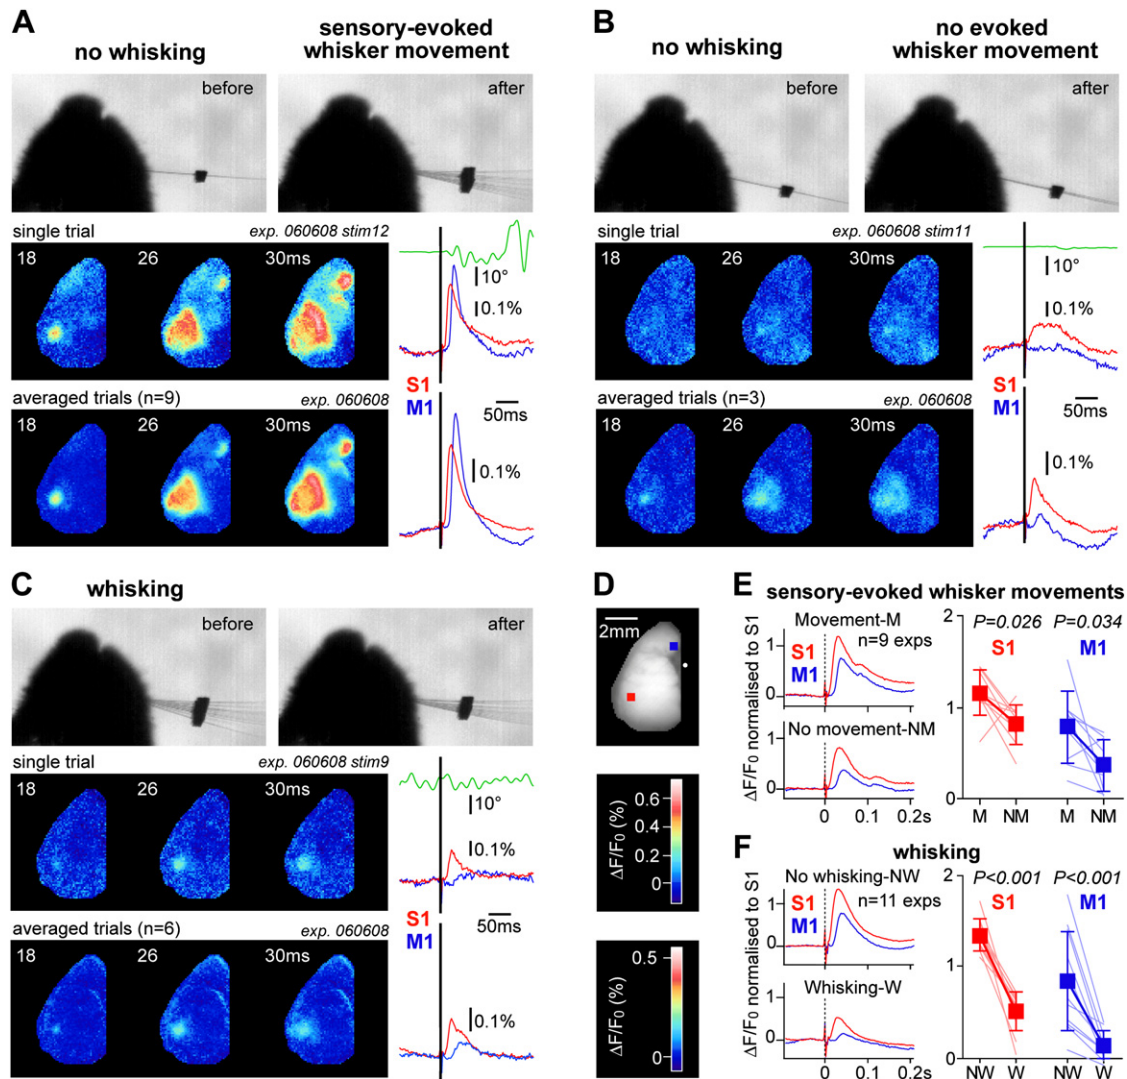 A
no whisking
sensory-evoked
whisker movement
before
after
single trial
exp. 060608 stim12
18
26
30ms
10°
0.1%
averaged trials (n=9)
exp. 060608
18
26
30ms
S1
M1
50ms
0.1%
B
no whisking
no evoked
whisker movement
before
after
single trial
exp. 060608 stim11
18
26
30ms
10°
0.1%
averaged trials (n=3)
exp. 060608
18
26
30ms
S1
M1
50ms
0.1%
C
whisking
before
after
single trial
exp. 060608 stim9
18
26
30ms
10°
0.1%
averaged trials (n=6)
exp. 060608
18
26
30ms
S1
M1
50ms
0.1%
D
2mm
ΔF/F0 (%)
0.6
0.4
0.2
0
ΔF/F0 (%)
0.5
0
E
sensory-evoked whisker movements
ΔF/F0 normalised to S1
Movement-M
n=9 exps
S1
M1
1
0
No movement-NM
1
0
0 0.1 0.2s
2
1
0
P=0.026 P=0.034
S1 M1
M NM M NM
F
whisking
ΔF/F0 normalised to S1
No whisking-NW
n=11 exps
S1
M1
1
0
Whisking-W
1
0
0 0.1 0.2s
2
1
0
P<0.001 P<0.001
S1 M1
NW W NW W